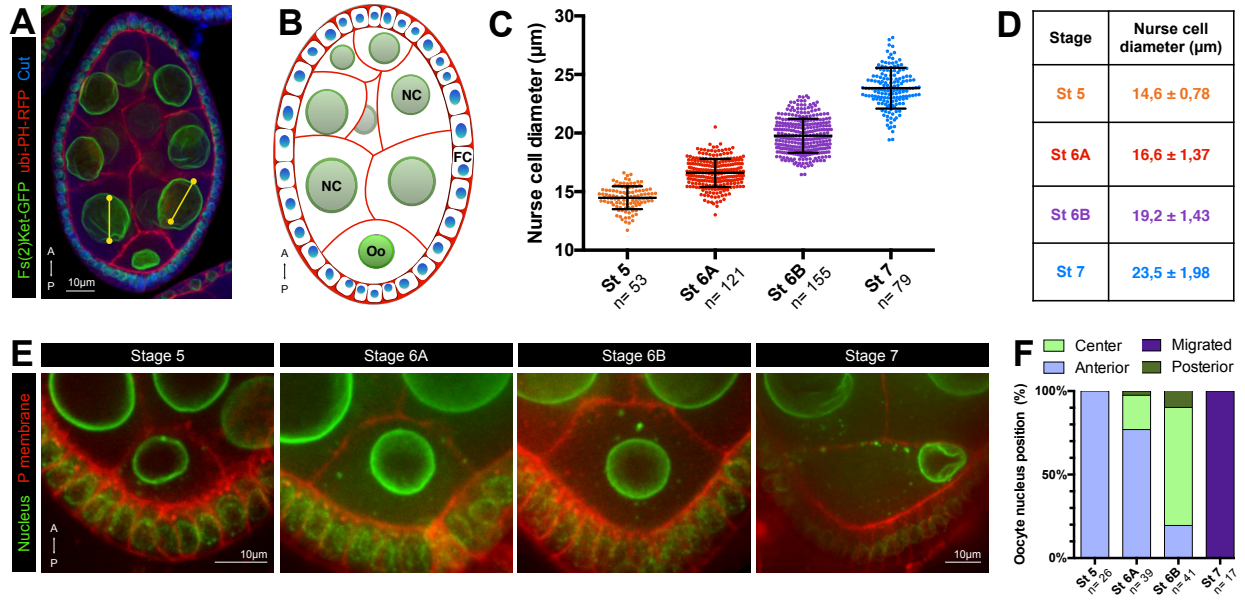 A
Fs(2)Ket-GFP ubi-PH-RFP Cut
A
P
10µm
B
NC
FC
NC
Oo
A
P
C
Nurse cell diameter (µm)
30
25
20
15
10
St 5
n= 53
St 6A
n= 121
St 6B
n= 155
St 7
n= 79
D
Stage
Nurse cell
diameter (µm)
St 5
14,6 ± 0,78
St 6A
16,6 ± 1,37
St 6B
19,2 ± 1,43
St 7
23,5 ± 1,98
E
Nucleus P membrane
Stage 5
Stage 6A
Stage 6B
Stage 7
A
P
10µm
10µm
F
Center
Migrated
Anterior
Posterior
Oocyte nucleus position (%)
100%
50%
0%
St 5
n= 26
St 6A
n= 39
St 6B
n= 41
St 7
n= 17